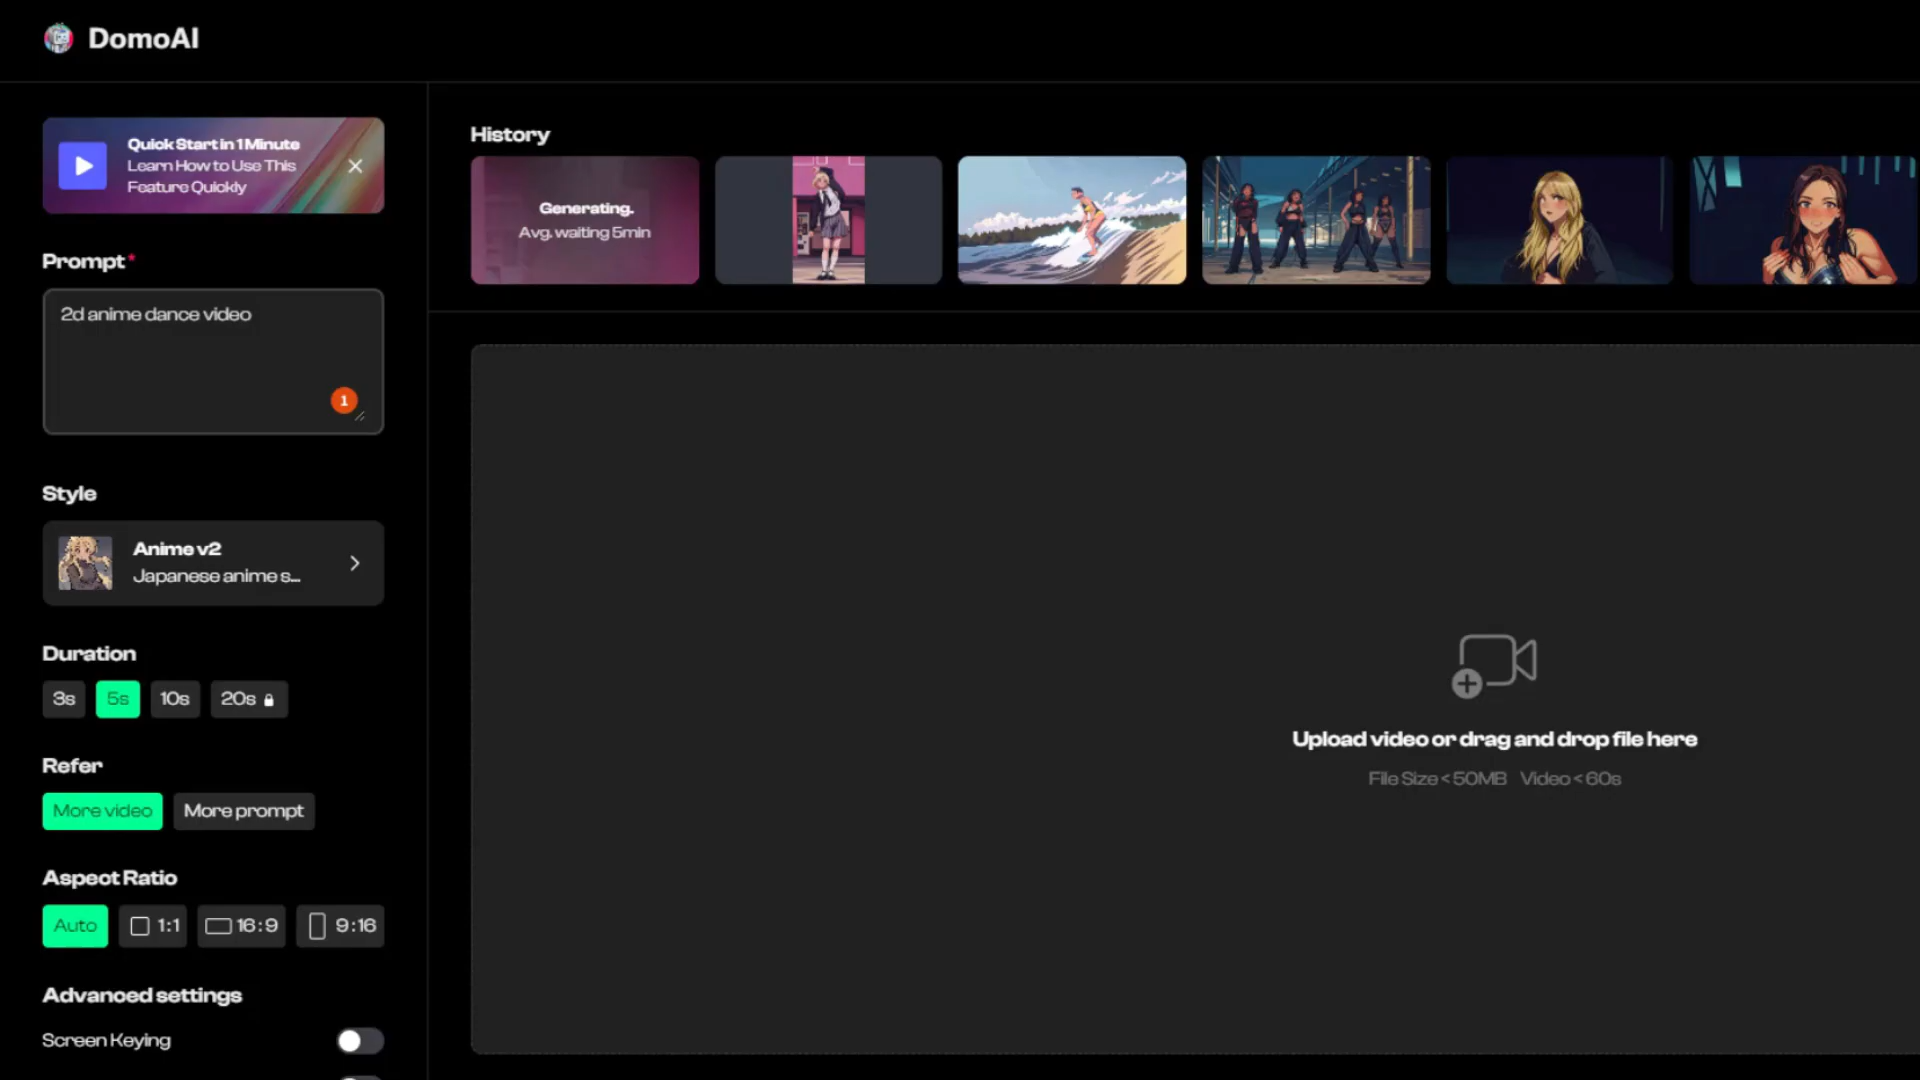 DomoAI
Quick Start in 1 Minute
Learn How to Use This
Feature Quickly
Prompt*
2d anime dance video
1
Style
Anime v2
Japanese anime s...
Duration
3s 5s 10s 20s
Refer
More video More prompt
Aspect Ratio
Auto 1:1 16:9 9:16
Advanced settings
Screen Keying
History
Generating.
Avg. waiting 5min
Upload video or drag and drop file here
File Size < 50MB Video < 60s